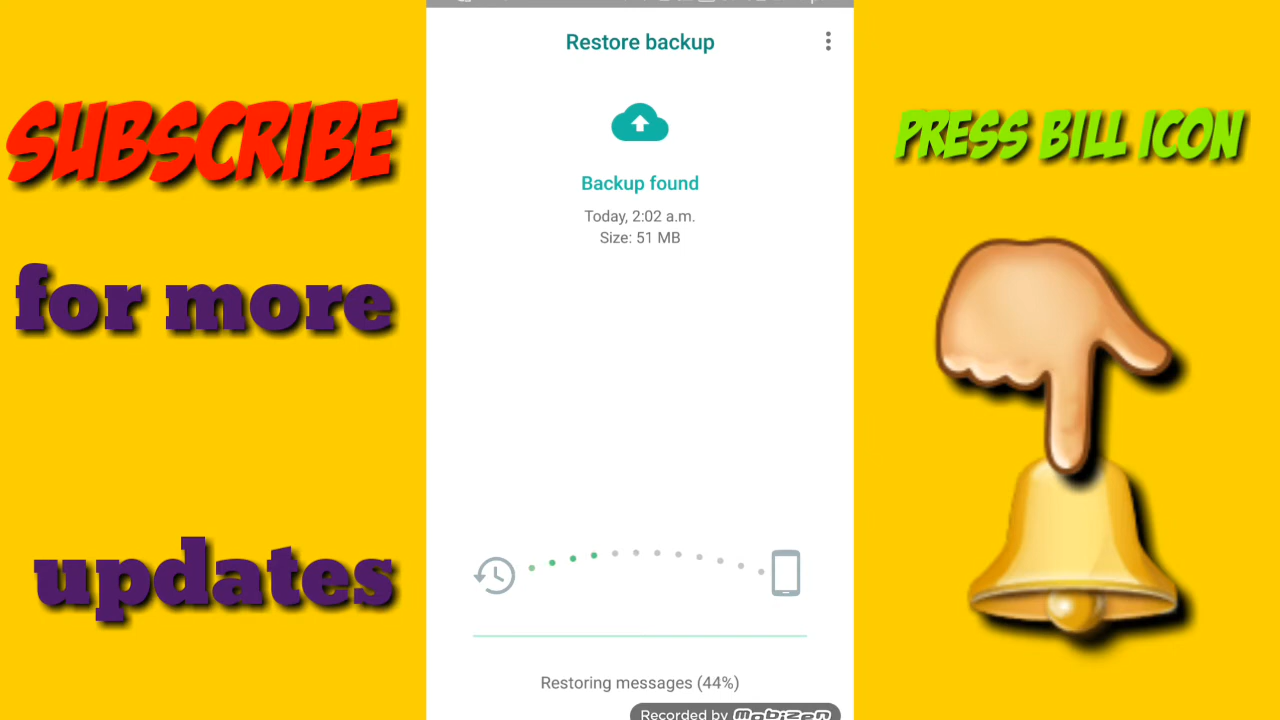 SUBSCRIBE
for more
updates
Restore backup
Backup found
Today, 2:02 a.m.
Size: 51 MB
Restoring messages (44%)
Recorded by MOBIZEN
PRESS BILL ICON